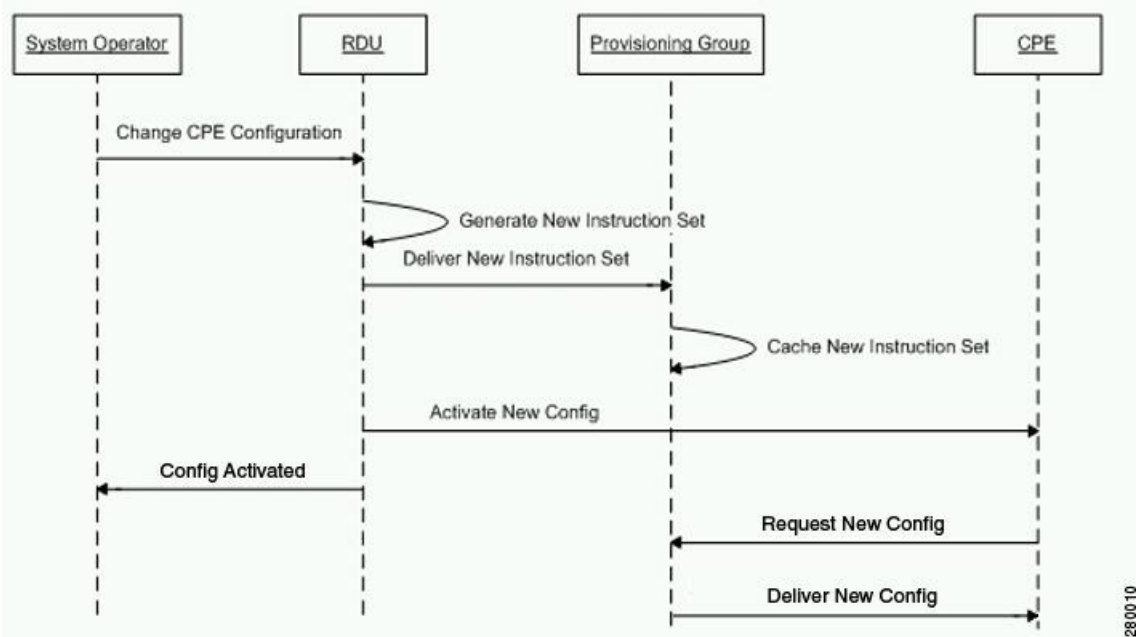 System Operator
RDU
Provisioning Group
CPE
Change CPE Configuration
Generate New Instruction Set
Deliver New Instruction Set
Cache New Instruction Set
Activate New Config
Config Activated
Request New Config
Deliver New Config
280010